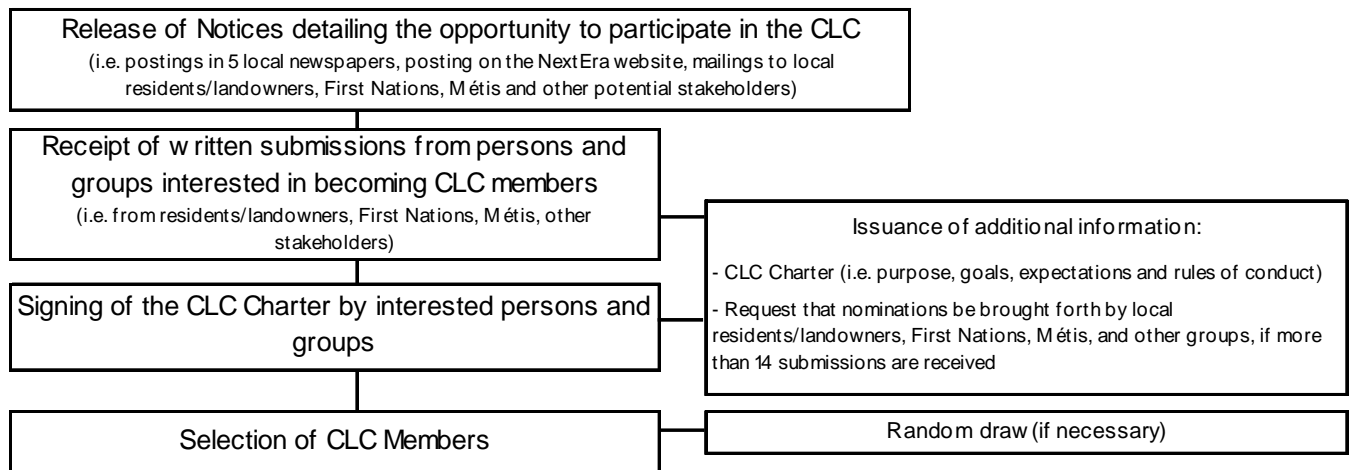 Release of Notices detailing the opportunity to participate in the CLC
(i.e. postings in 5 local newspapers, posting on the NextEra website, mailings to local
residents/landowners, First Nations, Métis and other potential stakeholders)
Receipt of written submissions from persons and
groups interested in becoming CLC members
(i.e. from residents/landowners, First Nations, Métis, other
stakeholders)
Issuance of additional information:
- CLC Charter (i.e. purpose, goals, expectations and rules of conduct)
- Request that nominations be brought forth by local
residents/landowners, First Nations, Métis, and other groups, if more
than 14 submissions are received
Signing of the CLC Charter by interested persons and
groups
Selection of CLC Members
Random draw (if necessary)